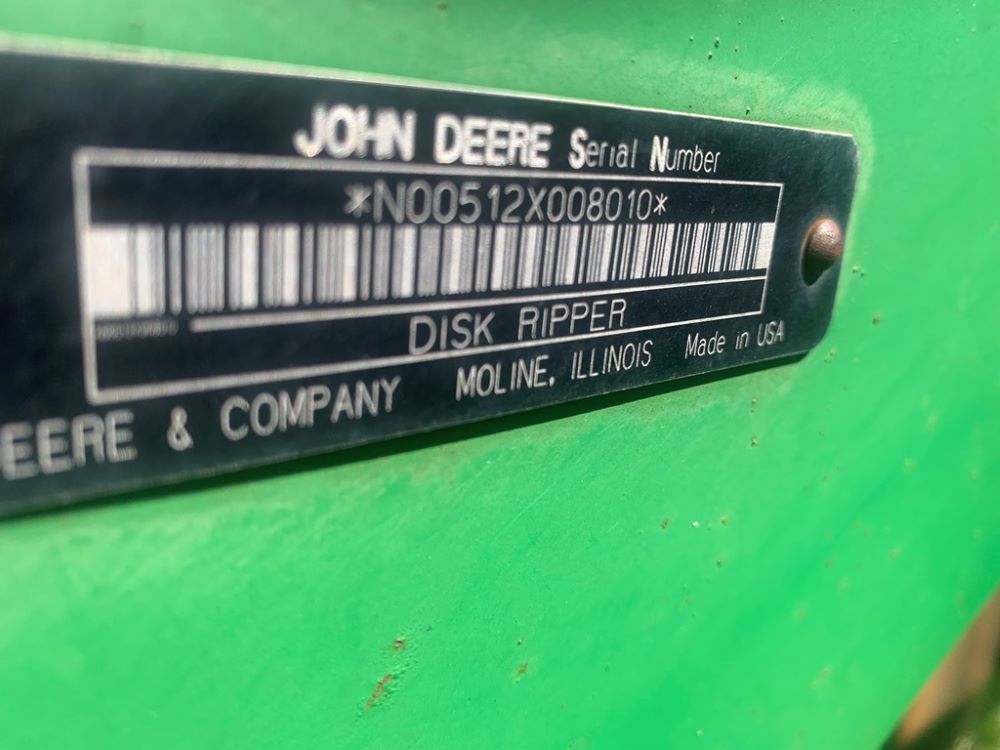 JOHN DEERE Serial Number
*N00512X008010*
DISK RIPPER
EERE & COMPANY MOLINE, ILLINOIS Made in USA